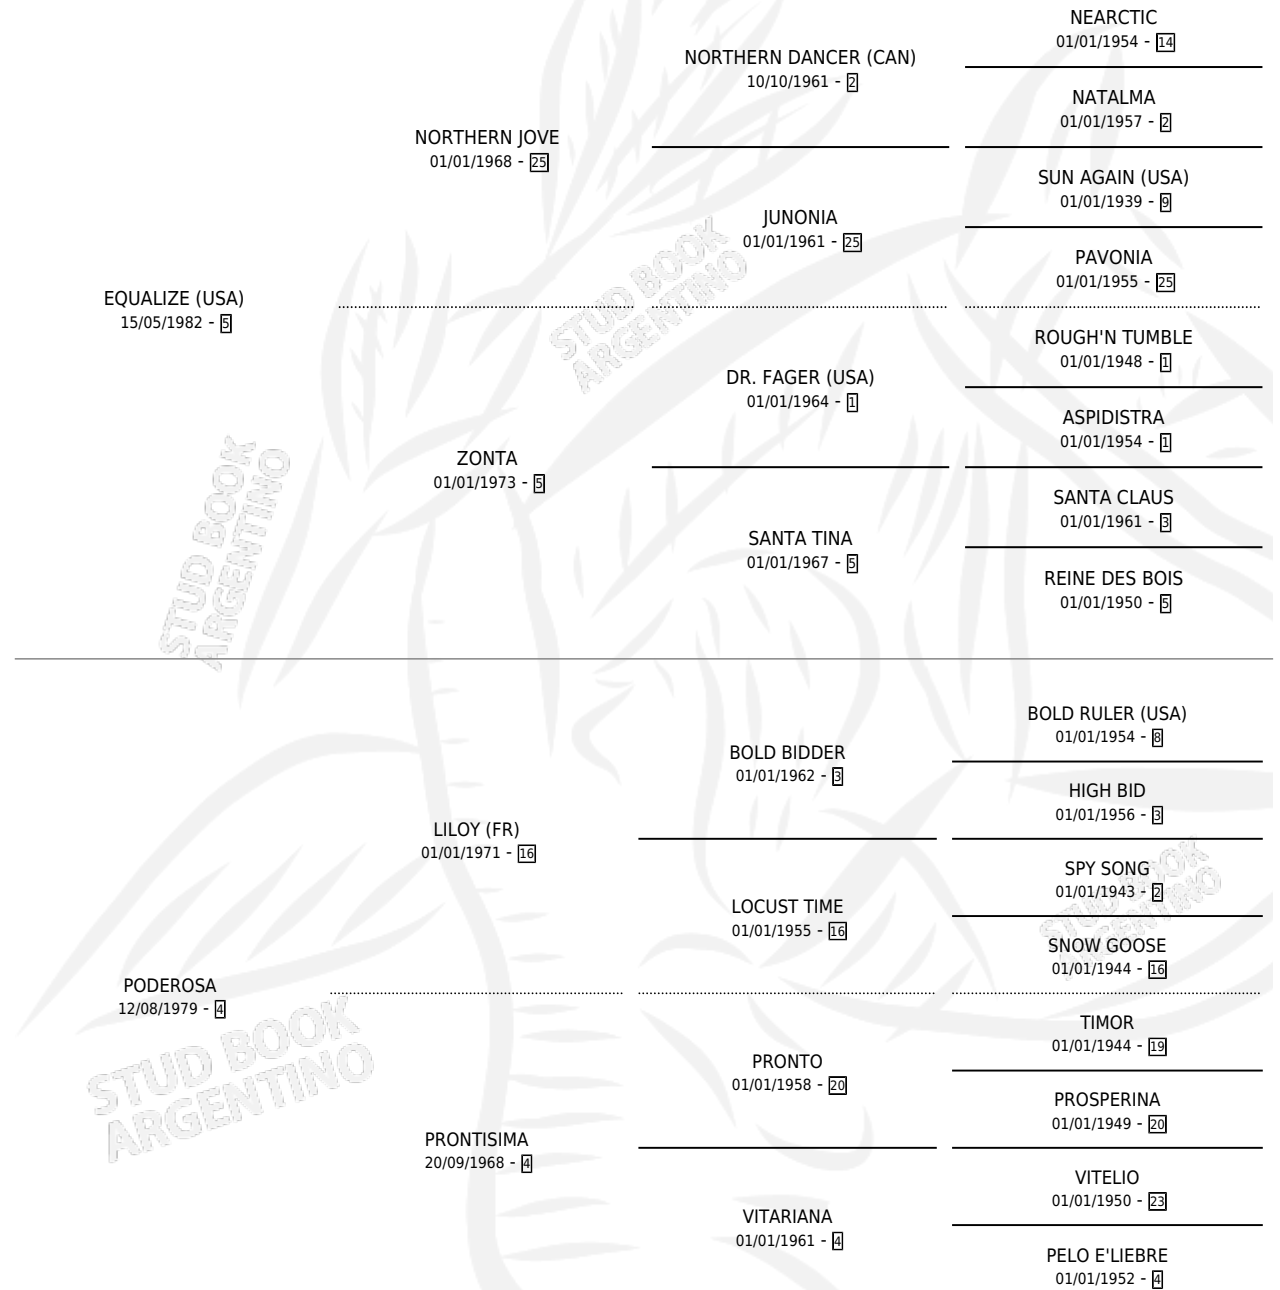 NEARCTIC
01/01/1954 - 14
NORTHERN DANCER (CAN)
10/10/1961 - 2
NATALMA
01/01/1957 - 2
NORTHERN JOVE
01/01/1968 - 25
SUN AGAIN (USA)
01/01/1939 - 9
JUNONIA
01/01/1961 - 25
PAVONIA
01/01/1955 - 25
EQUALIZE (USA)
15/05/1982 - 5
STUD BOOK
ARGENTINO
ROUGH'N TUMBLE
01/01/1948 - 1
DR. FAGER (USA)
01/01/1964 - 1
ASPIDISTRA
01/01/1954 - 1
ZONTA
01/01/1973 - 5
SANTA CLAUS
01/01/1961 - 3
SANTA TINA
01/01/1967 - 5
REINE DES BOIS
01/01/1950 - 5
STUD BOOK
ARGENTINO
BOLD RULER (USA)
01/01/1954 - 8
BOLD BIDDER
01/01/1962 - 3
HIGH BID
01/01/1956 - 3
LILOY (FR)
01/01/1971 - 16
SPY SONG
01/01/1943 - 2
LOCUST TIME
01/01/1955 - 16
SNOW GOOSE
01/01/1944 - 16
STUD BOOK
ARGENTINO
PODEROSA
12/08/1979 - 4
TIMOR
01/01/1944 - 19
PRONTO
01/01/1958 - 20
PROSPERINA
01/01/1949 - 20
STUD BOOK
ARGENTINO
PRONTISIMA
20/09/1968 - 4
VITELIO
01/01/1950 - 23
VITARIANA
01/01/1961 - 4
PELO E'LIEBRE
01/01/1952 - 4